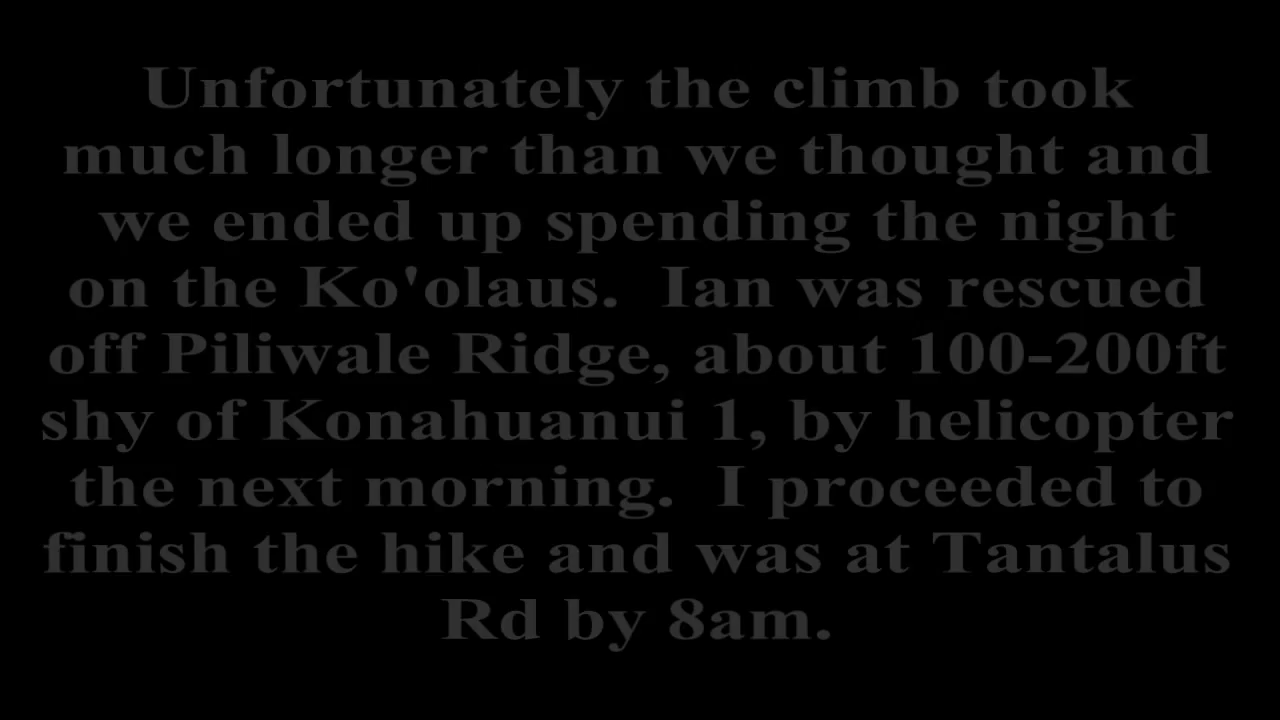 Unfortunately the climb took
much longer than we thought and
we ended up spending the night
on the Ko'olaus.  Ian was rescued
off Piliwale Ridge, about 100-200ft
shy of Konahuanui 1, by helicopter
the next morning.  I proceeded to
finish the hike and was at Tantalus
Rd by 8am.